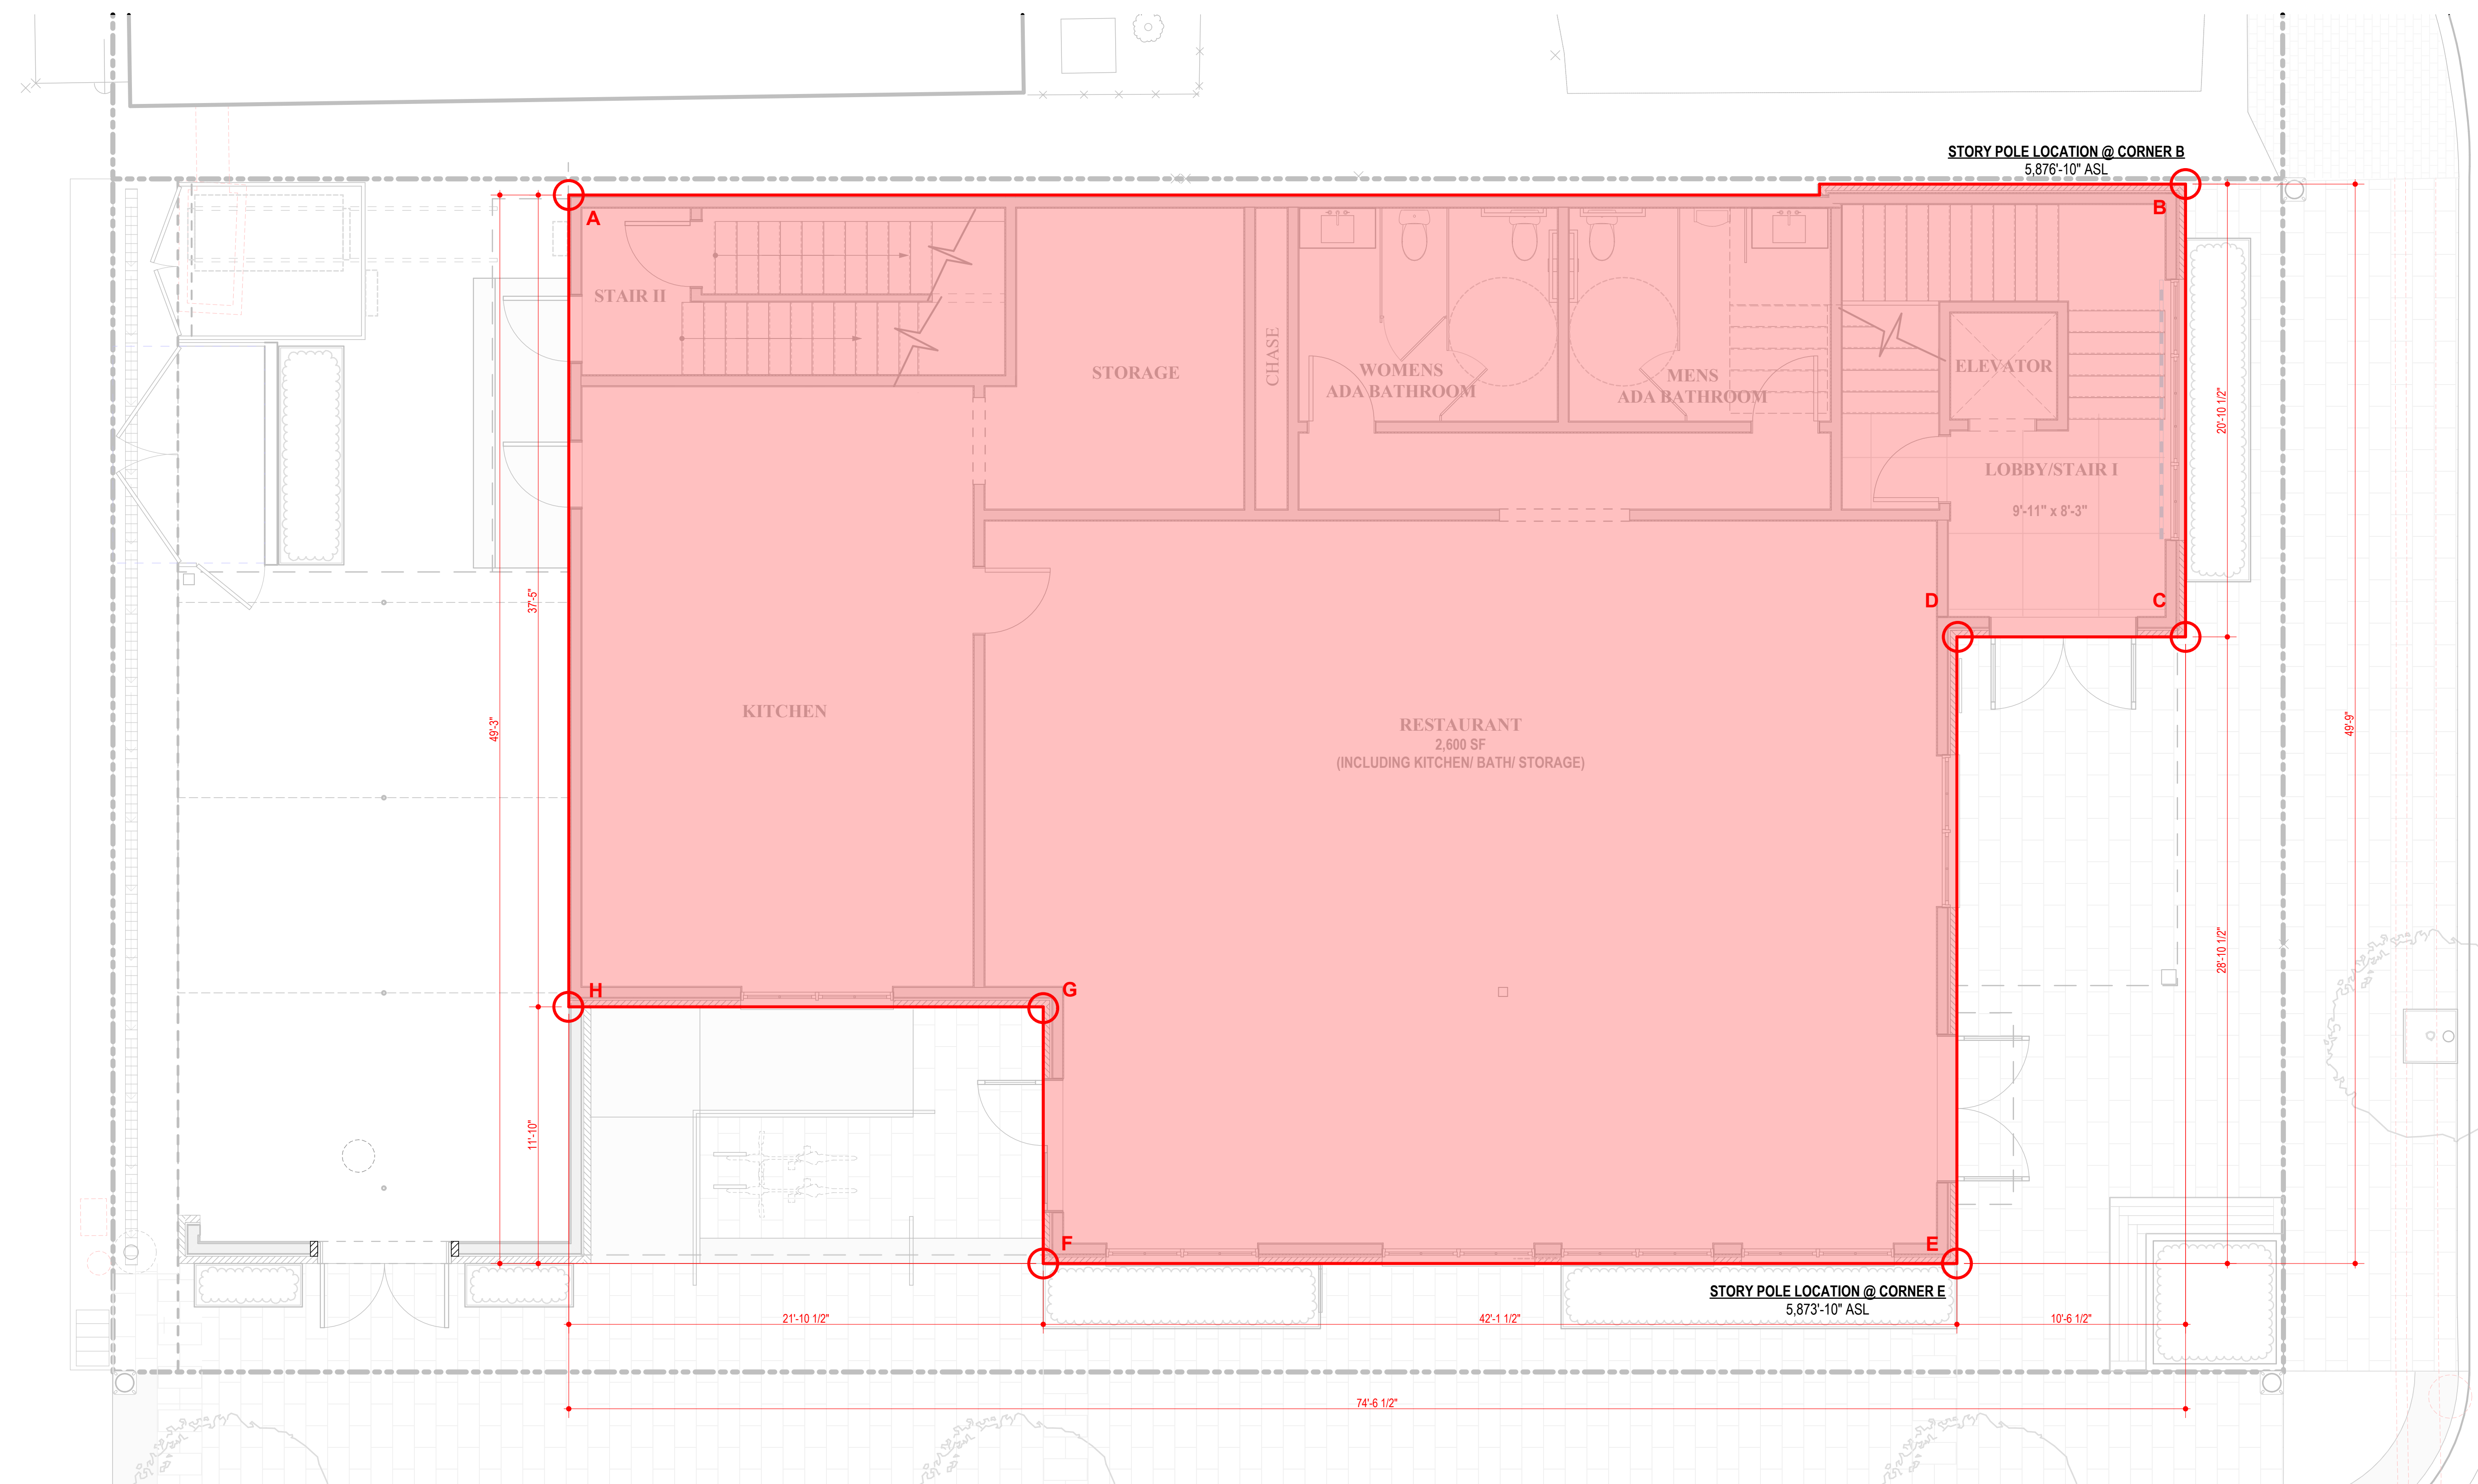 STORY POLE LOCATION @ CORNER B
5,876'-10" ASL
A
B
STAIR II
STORAGE
CHASE
WOMENS
ADA BATHROOM
MENS
ADA BATHROOM
ELEVATOR
20'-10 1/2"
LOBBY/STAIR I
9'-11" x 8'-3"
37'-5"
D
C
49'-3"
KITCHEN
RESTAURANT
2,600 SF
(INCLUDING KITCHEN/ BATH/ STORAGE)
49'-9"
28'-10 1/2"
H
G
11'-10"
F
E
STORY POLE LOCATION @ CORNER E
5,873'-10" ASL
21'-10 1/2"
42'-1 1/2"
10'-6 1/2"
74'-6 1/2"